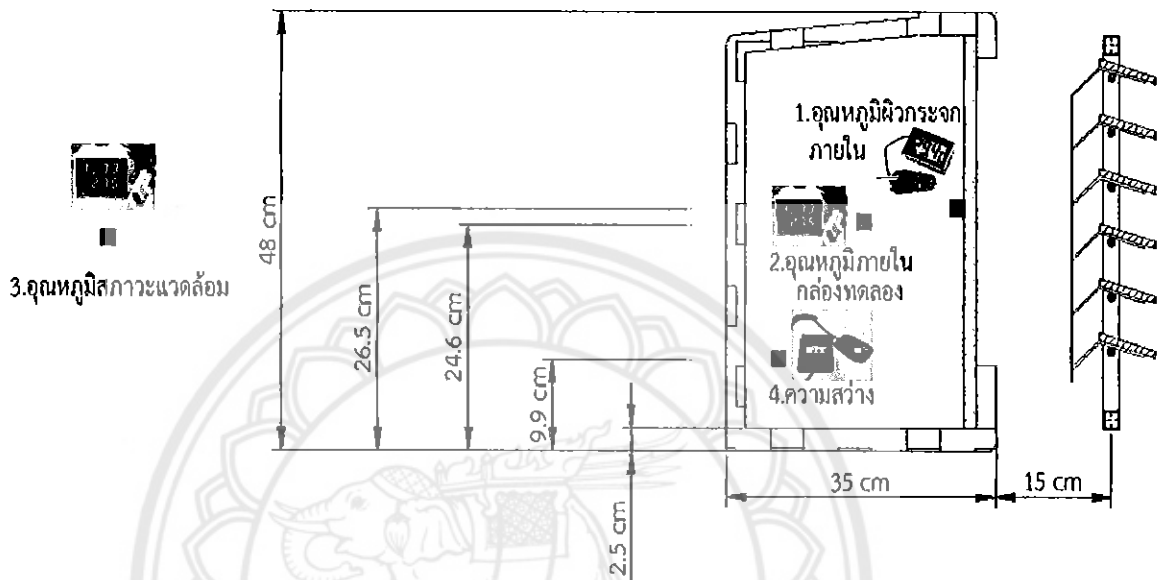 48 cm
26.5 cm
24.6 cm
9.9 cm
2.5 cm
35 cm
15 cm
1.อุณหภูมิผิวกระจก
ภายใน
2.อุณหภูมิภายใน
กล่องทดลอง
3.อุณหภูมิสภาวะแวดล้อม
4.ความสว่าง